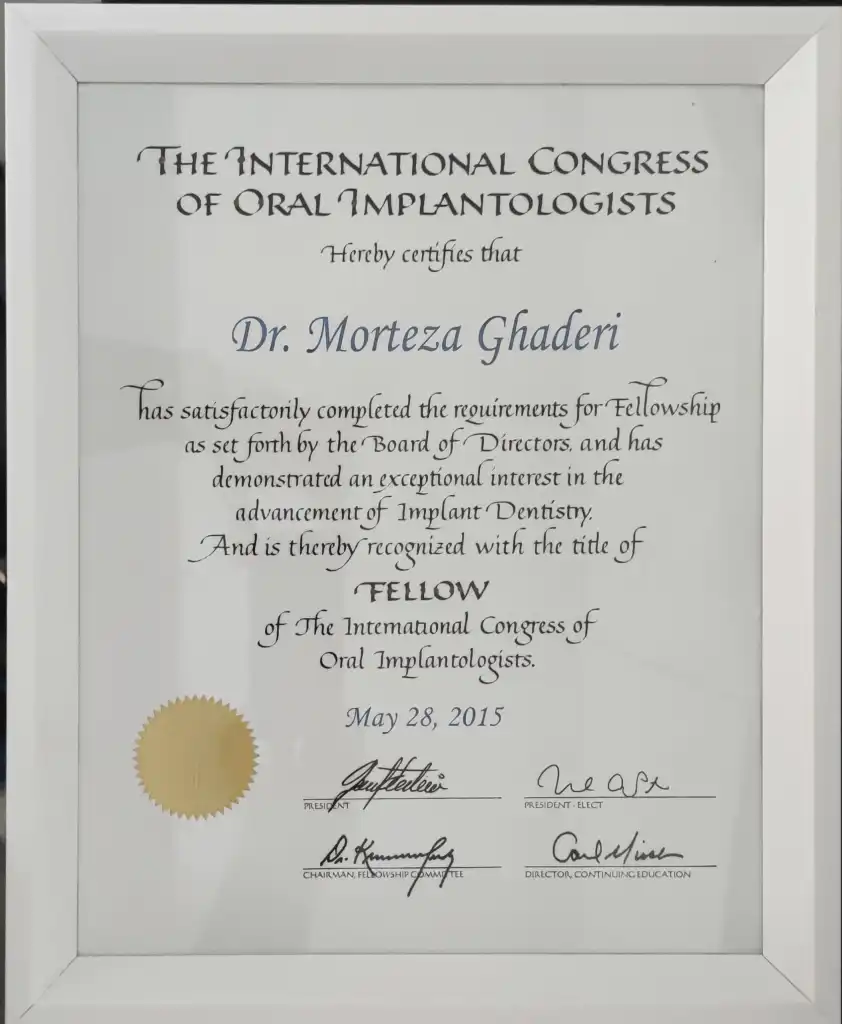 THE INTERNATIONAL CONGRESS
OF ORAL IMPLANTOLOGISTS
Hereby certifies that
Dr. Morteza Ghaderi
has satisfactorily completed the requirements for Fellowship
as set forth by the Board of Directors, and has
demonstrated an exceptional interest in the
advancement of Implant Dentistry.
And is thereby recognized with the title of
FELLOW
of The International Congress of
Oral Implantologists.
May 28, 2015
PRESIDENT
PRESIDENT - ELECT
Dr.
Carl Misch
CHAIRMAN, FELLOWSHIP COMMITTEE
DIRECTOR, CONTINUING EDUCATION